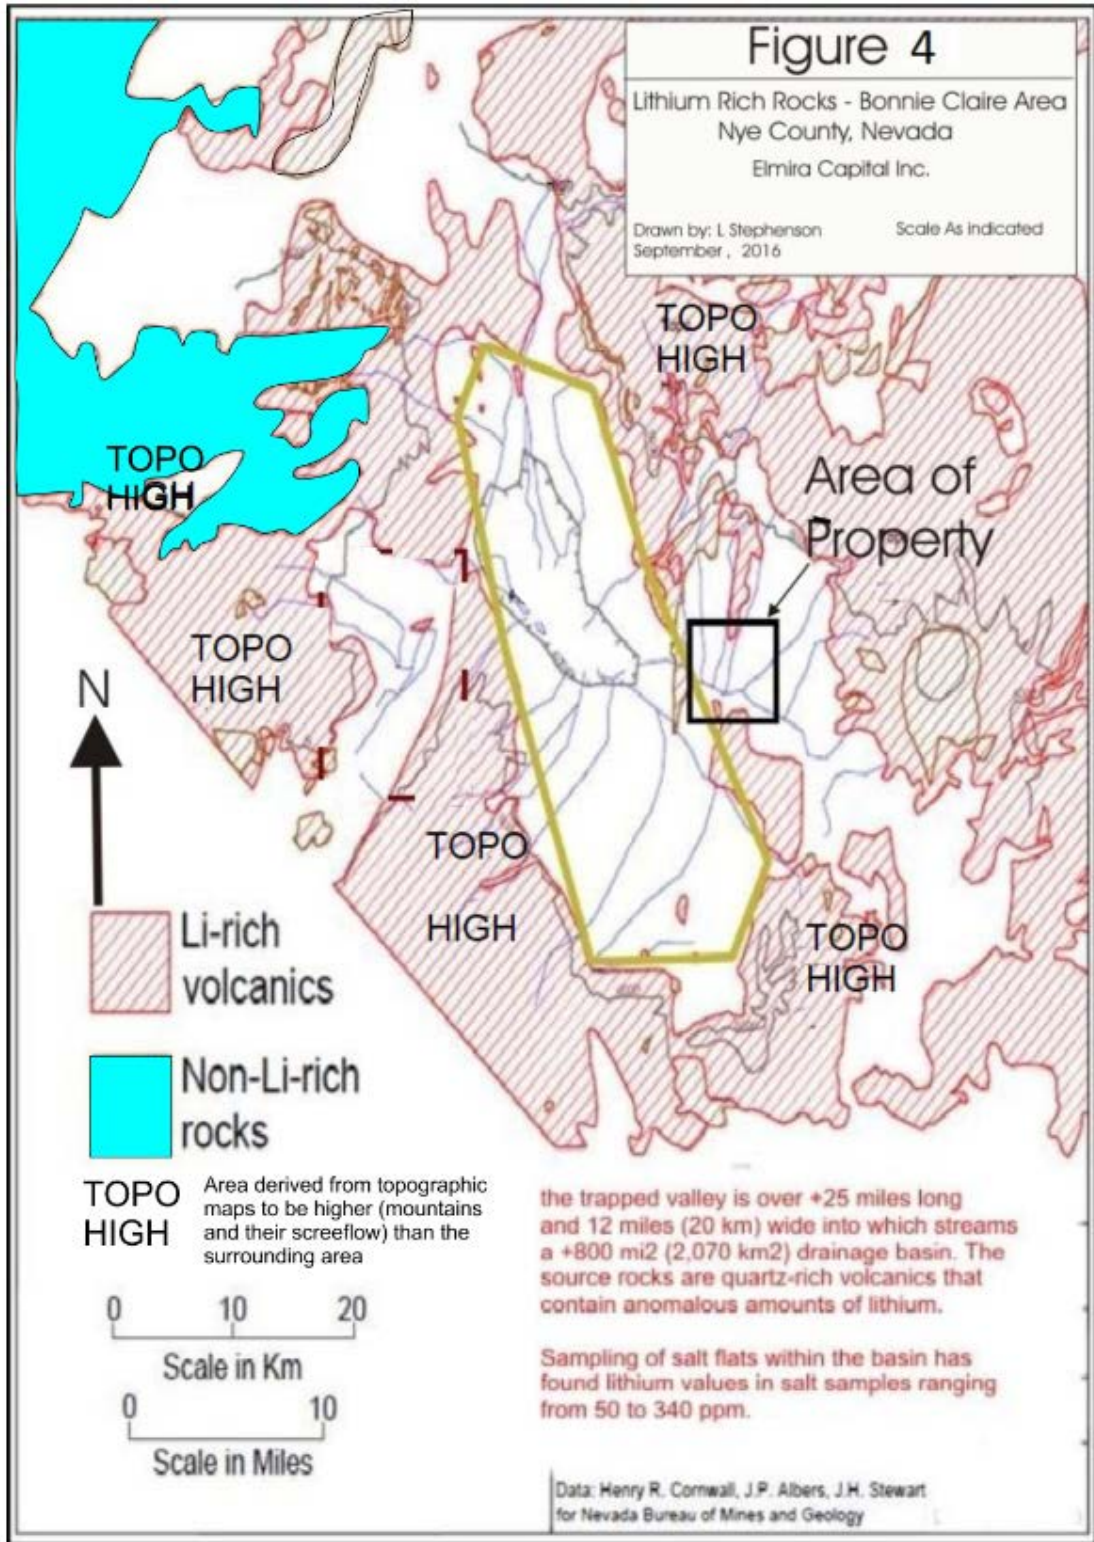 Figure 4
Lithium Rich Rocks - Bonnie Claire Area
Nye County, Nevada
Elmira Capital Inc.
Drawn by: L Stephenson
September , 2016
Scale As indicated
TOPO
HIGH
TOPO
HIGH
Area of
Property
TOPO
HIGH
N
TOPO
HIGH
TOPO
HIGH
Li-rich
volcanics
Non-Li-rich
rocks
TOPO
HIGH
Area derived from topographic
maps to be higher (mountains
and their screeflow) than the
surrounding area
0 10 20
Scale in Km
0 10
Scale in Miles
the trapped valley is over +25 miles long
and 12 miles (20 km) wide into which streams
a +800 mi2 (2,070 km2) drainage basin. The
source rocks are quartz-rich volcanics that
contain anomalous amounts of lithium.
Sampling of salt flats within the basin has
found lithium values in salt samples ranging
from 50 to 340 ppm.
Data: Henry R. Cornwall, J.P. Albers, J.H. Stewart
for Nevada Bureau of Mines and Geology